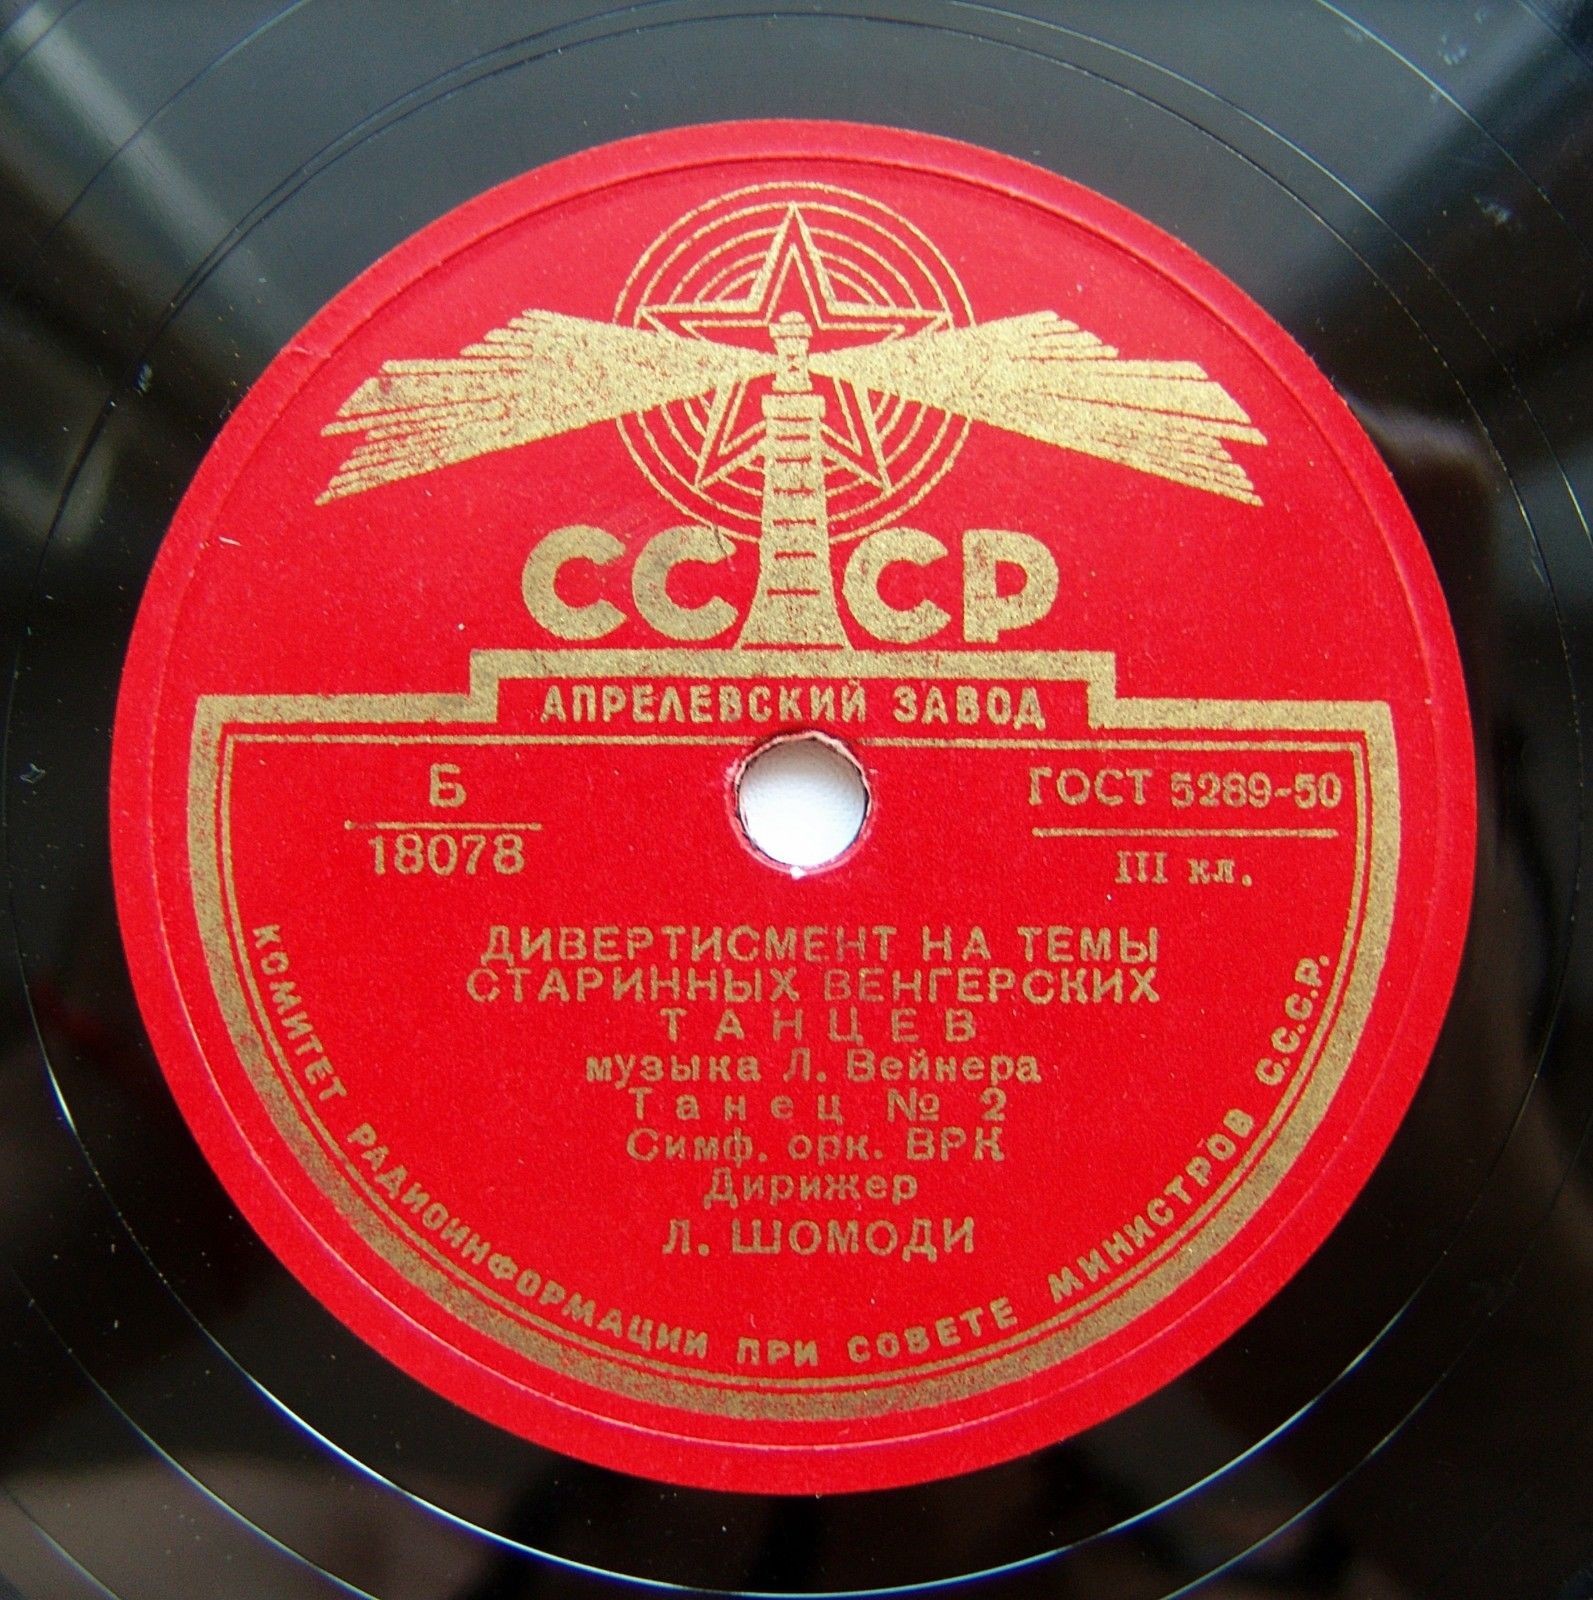 СССР
АПРЕЛЕВСКИЙ ЗАВОД
Б
18078
ГОСТ 5289-50
III кл.
ДИВЕРТИСМЕНТ НА ТЕМЫ
СТАРИННЫХ ВЕНГЕРСКИХ
ТАНЦЕВ
музыка Л. Вейнера
Танец № 2
Симф. орк. ВРК
Дирижер
Л. ШОМОДИ
КОМИТЕТ РАДИОИНФОРМАЦИИ ПРИ СОВЕТЕ МИНИСТРОВ С.С.С.Р.